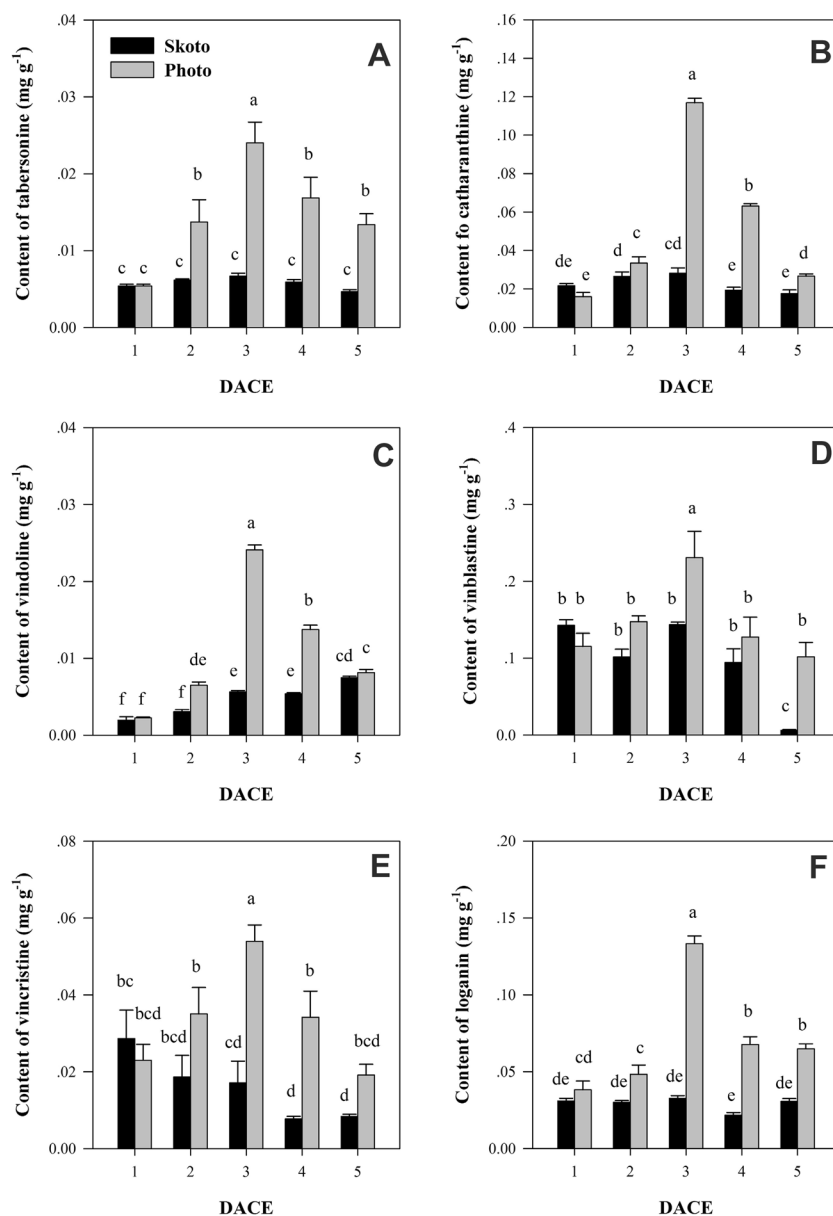 A
Skoto
Photo
Content of tabersonine (mg g-1)
.04
.03
.02
.01
0.00
c c c b c a c b c b
1 2 3 4 5
DACE
B
Content fo catharanthine (mg g-1)
.16
.14
.12
.10
.08
.06
.04
.02
0.00
de e d c cd a e b e d
1 2 3 4 5
DACE
C
Content of vindoline (mg g-1)
.04
.03
.02
.01
0.00
f f f de e a e b cd c
1 2 3 4 5
DACE
D
Content of vinblastine (mg g-1)
.4
.3
.2
.1
0.0
b b b b b a b b c b
1 2 3 4 5
DACE
E
Content of vincristine (mg g-1)
.08
.06
.04
.02
0.00
bc bcd bcd b cd a d b d bcd
1 2 3 4 5
DACE
F
Content of loganin (mg g-1)
.20
.15
.10
.05
0.00
de cd de c de a e b de b
1 2 3 4 5
DACE